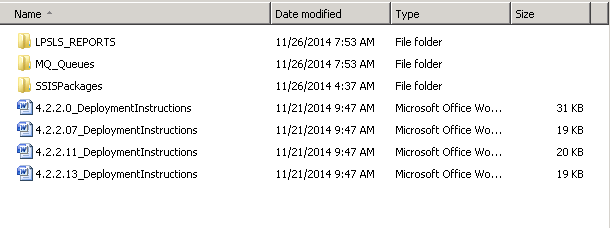 Name Date modified Type Size
LPSLS_REPORTS 11/26/2014 7:53 AM File folder
MQ_Queues 11/26/2014 7:53 AM File folder
SSISPackages 11/26/2014 4:37 AM File folder
4.2.2.0_DeploymentInstructions 11/21/2014 9:47 AM Microsoft Office Wo... 31 KB
4.2.2.07_DeploymentInstructions 11/21/2014 9:47 AM Microsoft Office Wo... 19 KB
4.2.2.11_DeploymentInstructions 11/21/2014 9:47 AM Microsoft Office Wo... 20 KB
4.2.2.13_DeploymentInstructions 11/21/2014 9:47 AM Microsoft Office Wo... 19 KB